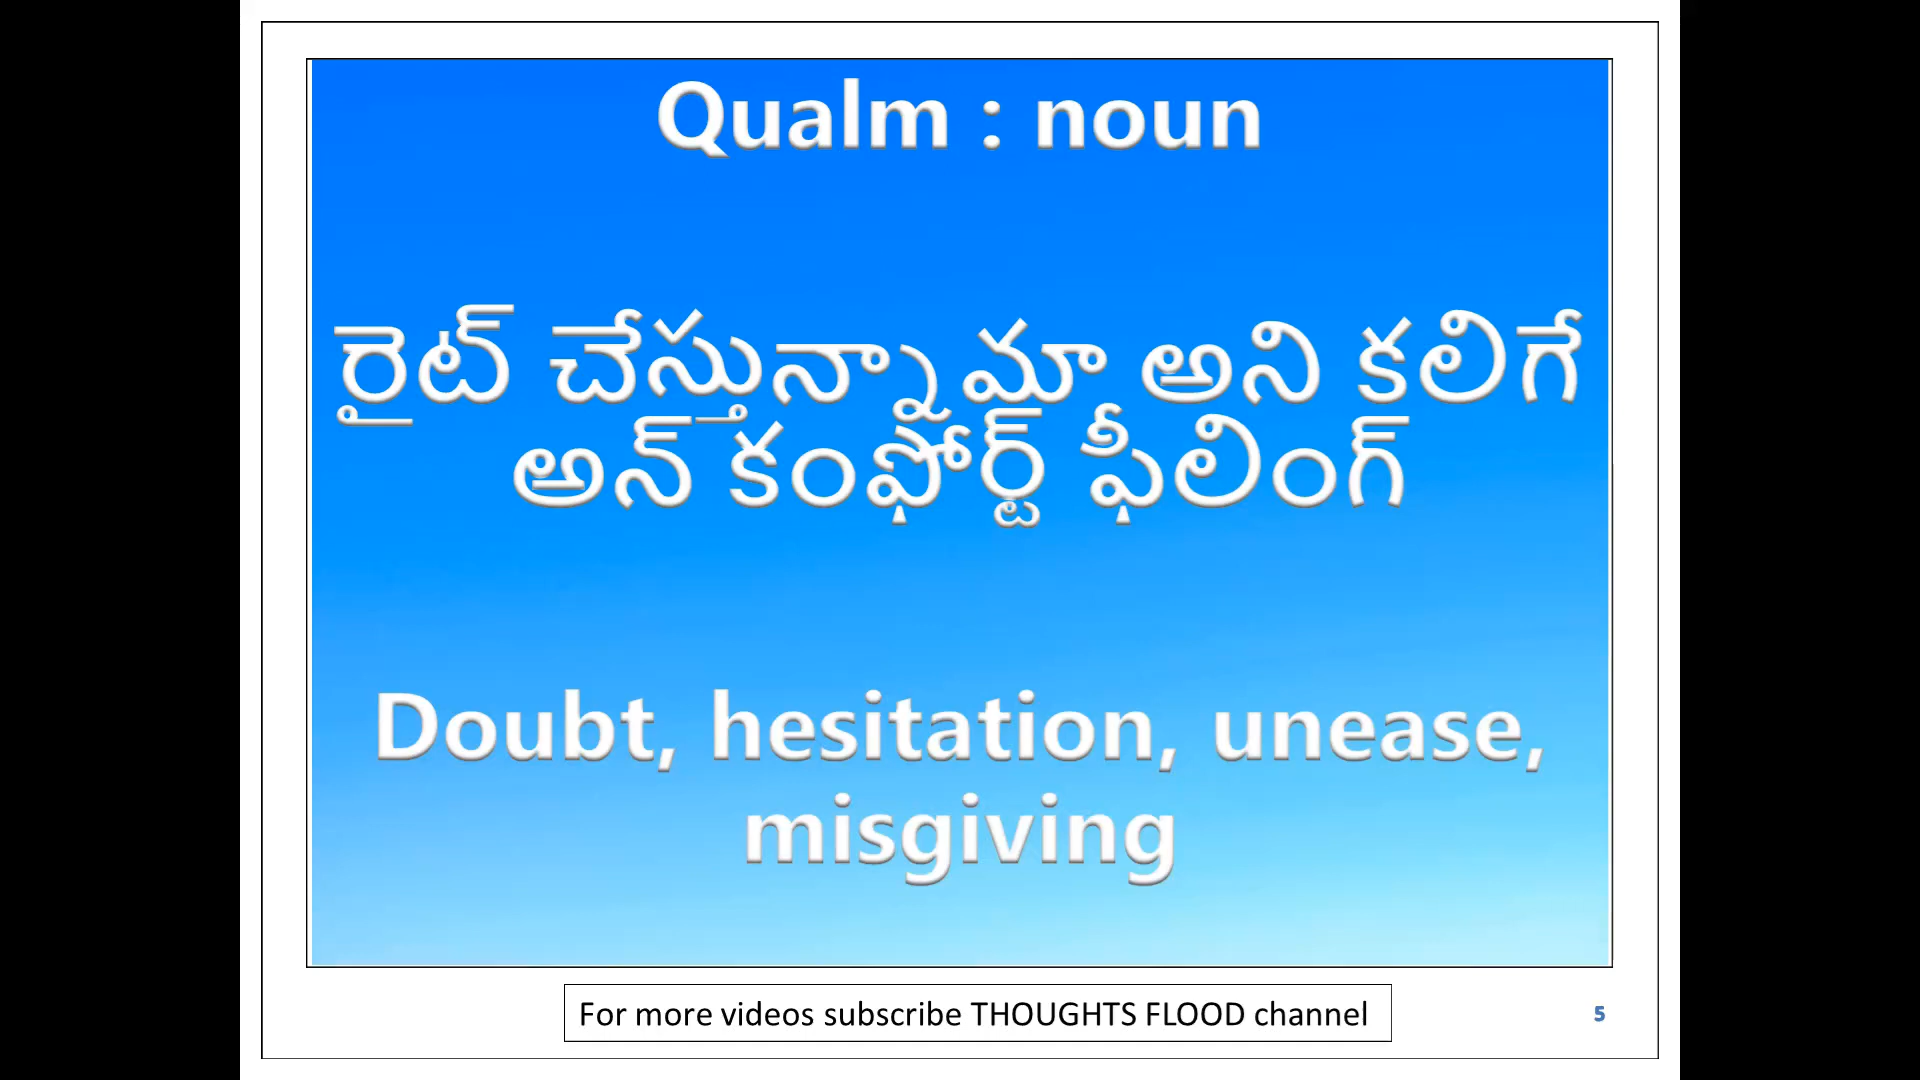 Qualm : noun
రైట్ చేస్తున్నామా అని కలిగే
అన్ కంఫోర్ట్ ఫీలింగ్
Doubt, hesitation, unease,
misgiving
For more videos subscribe THOUGHTS FLOOD channel
5